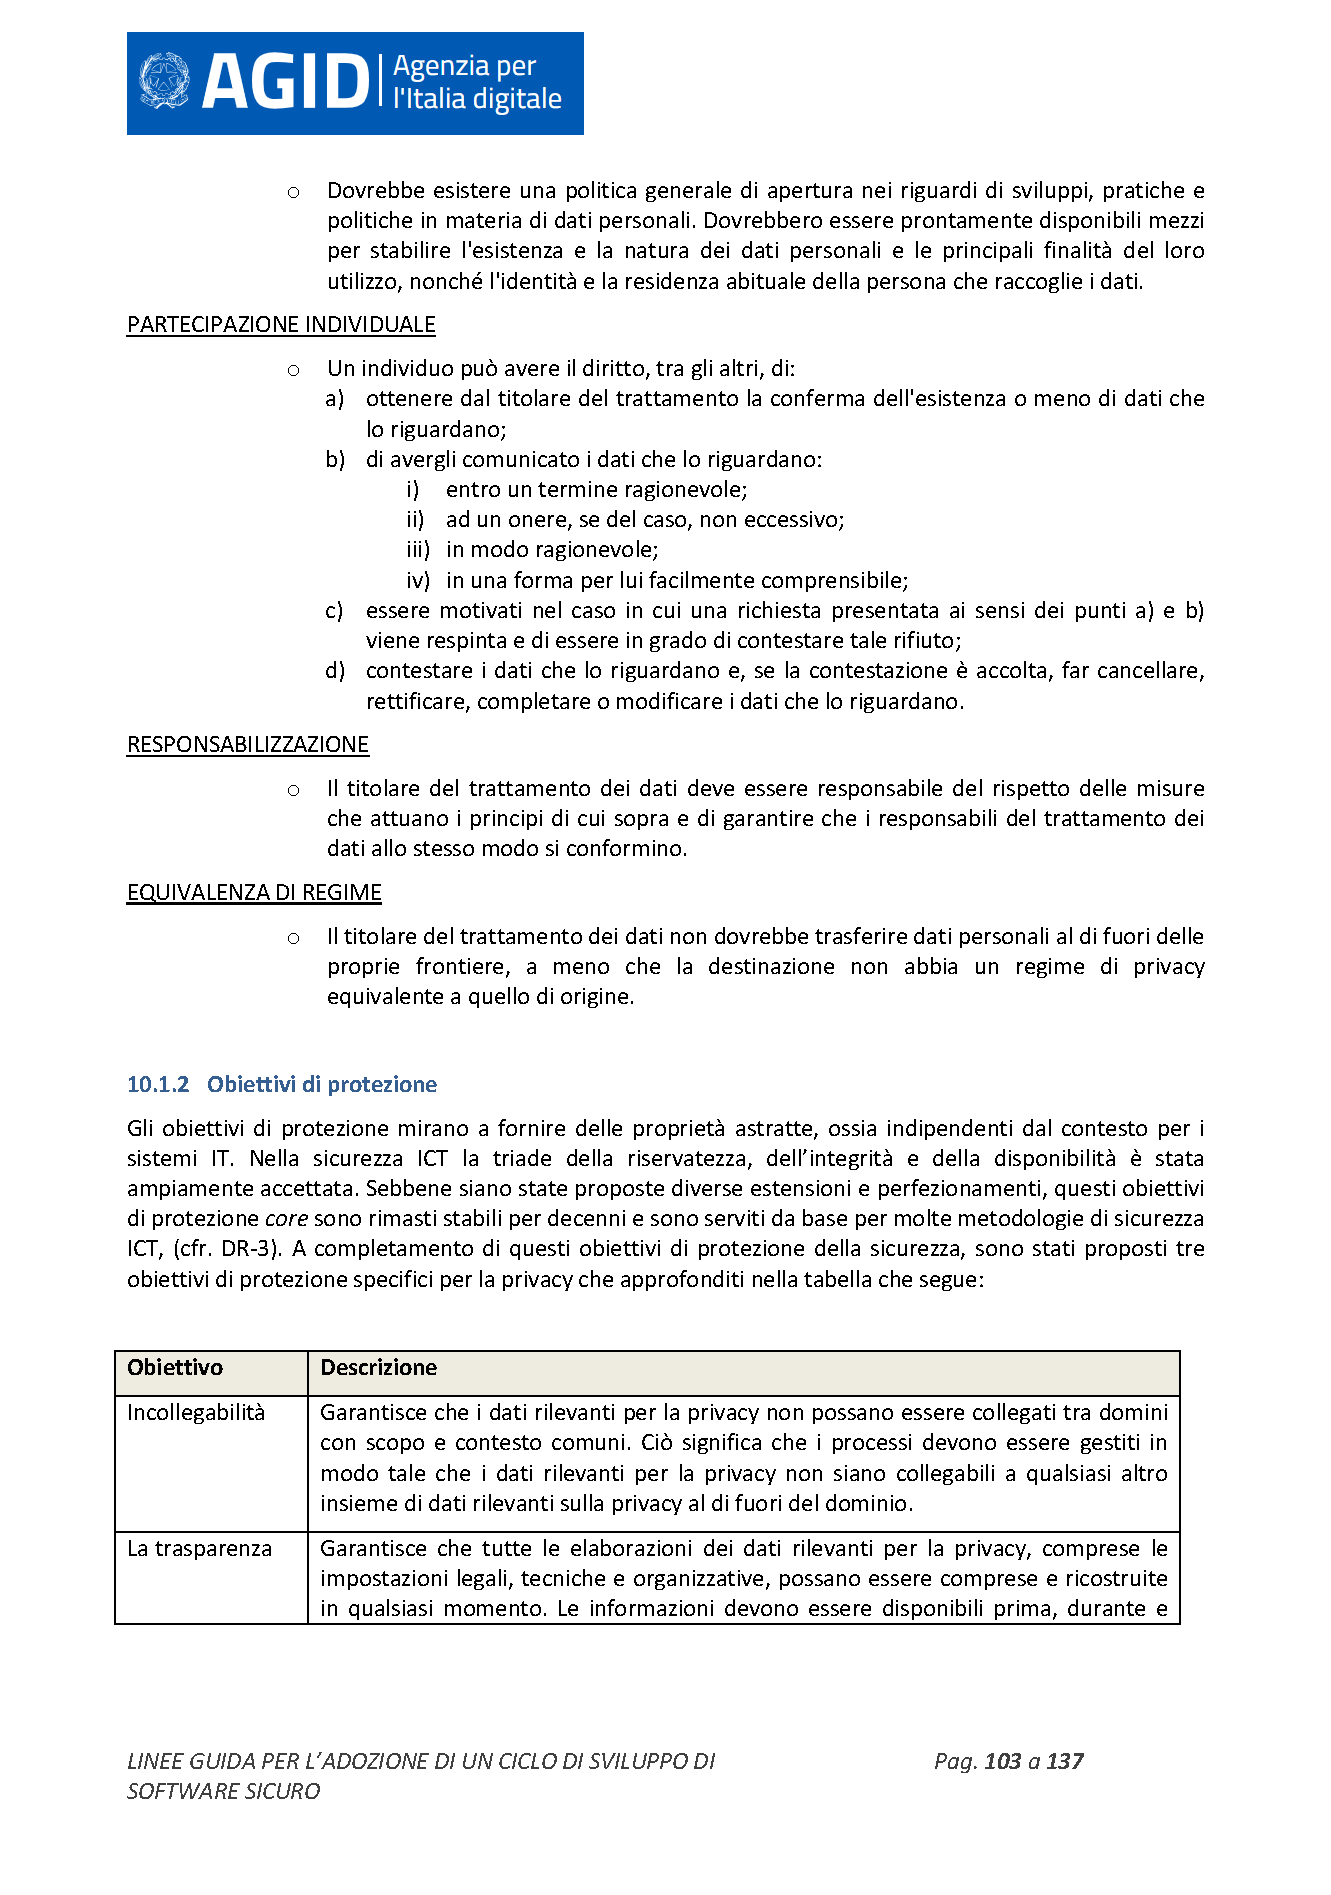 AGID | Agenzia per
l'Italia digitale
o Dovrebbe esistere una politica generale di apertura nei riguardi di sviluppi, pratiche e
politiche in materia di dati personali. Dovrebbero essere prontamente disponibili mezzi
per stabilire l'esistenza e la natura dei dati personali e le principali finalità del loro
utilizzo, nonché l'identità e la residenza abituale della persona che raccoglie i dati.
PARTECIPAZIONE INDIVIDUALE
o Un individuo può avere il diritto, tra gli altri, di:
a) ottenere dal titolare del trattamento la conferma dell'esistenza o meno di dati che
lo riguardano;
b) di avergli comunicato i dati che lo riguardano:
i) entro un termine ragionevole;
ii) ad un onere, se del caso, non eccessivo;
iii) in modo ragionevole;
iv) in una forma per lui facilmente comprensibile;
c) essere motivati nel caso in cui una richiesta presentata ai sensi dei punti a) e b)
viene respinta e di essere in grado di contestare tale rifiuto;
d) contestare i dati che lo riguardano e, se la contestazione è accolta, far cancellare,
rettificare, completare o modificare i dati che lo riguardano.
RESPONSABILIZZAZIONE
o Il titolare del trattamento dei dati deve essere responsabile del rispetto delle misure
che attuano i principi di cui sopra e di garantire che i responsabili del trattamento dei
dati allo stesso modo si conformino.
EQUIVALENZA DI REGIME
o Il titolare del trattamento dei dati non dovrebbe trasferire dati personali al di fuori delle
proprie frontiere, a meno che la destinazione non abbia un regime di privacy
equivalente a quello di origine.
10.1.2 Obiettivi di protezione
Gli obiettivi di protezione mirano a fornire delle proprietà astratte, ossia indipendenti dal contesto per i
sistemi IT. Nella sicurezza ICT la triade della riservatezza, dell’integrità e della disponibilità è stata
ampiamente accettata. Sebbene siano state proposte diverse estensioni e perfezionamenti, questi obiettivi
di protezione core sono rimasti stabili per decenni e sono serviti da base per molte metodologie di sicurezza
ICT, (cfr. DR-3). A completamento di questi obiettivi di protezione della sicurezza, sono stati proposti tre
obiettivi di protezione specifici per la privacy che approfonditi nella tabella che segue:
Obiettivo Descrizione
Incollegabilità Garantisce che i dati rilevanti per la privacy non possano essere collegati tra domini
con scopo e contesto comuni. Ciò significa che i processi devono essere gestiti in
modo tale che i dati rilevanti per la privacy non siano collegabili a qualsiasi altro
insieme di dati rilevanti sulla privacy al di fuori del dominio.
La trasparenza Garantisce che tutte le elaborazioni dei dati rilevanti per la privacy, comprese le
impostazioni legali, tecniche e organizzative, possano essere comprese e ricostruite
in qualsiasi momento. Le informazioni devono essere disponibili prima, durante e
LINEE GUIDA PER L’ADOZIONE DI UN CICLO DI SVILUPPO DI Pag. 103 a 137
SOFTWARE SICURO